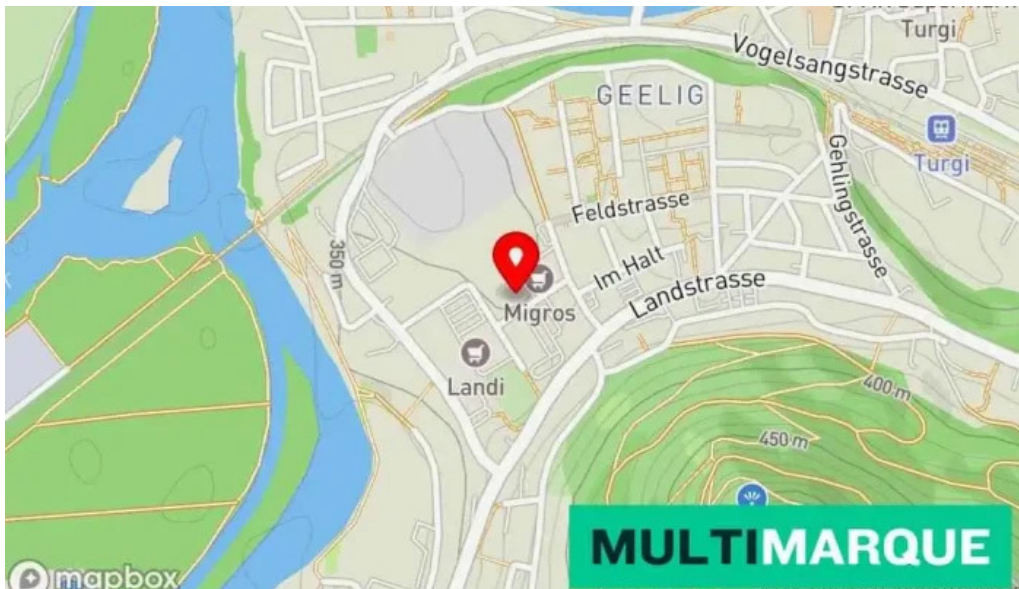 Turgi
Vogelsangstrasse
GEELIG
Turgi
Gehlingstrasse
Feldstrasse
350 m
Im Halt
Landstrasse
Migros
Landi
400 m
450 m
MULTIMARQUE
mapbox